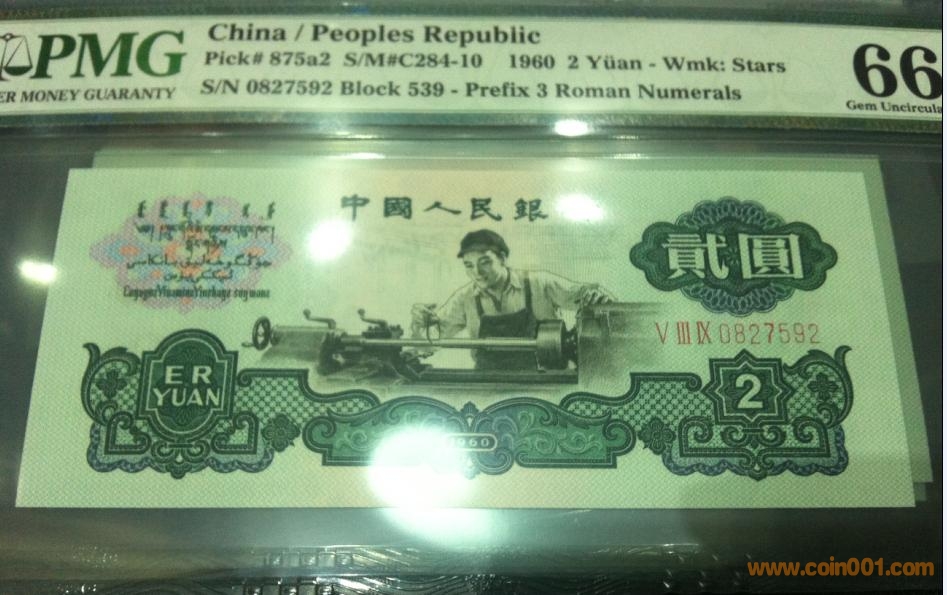 PMG
ER MONEY GUARANTY
China / Peoples Republic
Pick# 875a2 S/M#C284-10 1960 2 Yüan - Wmk: Stars
S/N 0827592 Block 539 - Prefix 3 Roman Numerals
66
Gem Uncircula
中國人民銀
貳圓
V III IX 0827592
ER
YUAN
2
1960
www.coin001.com